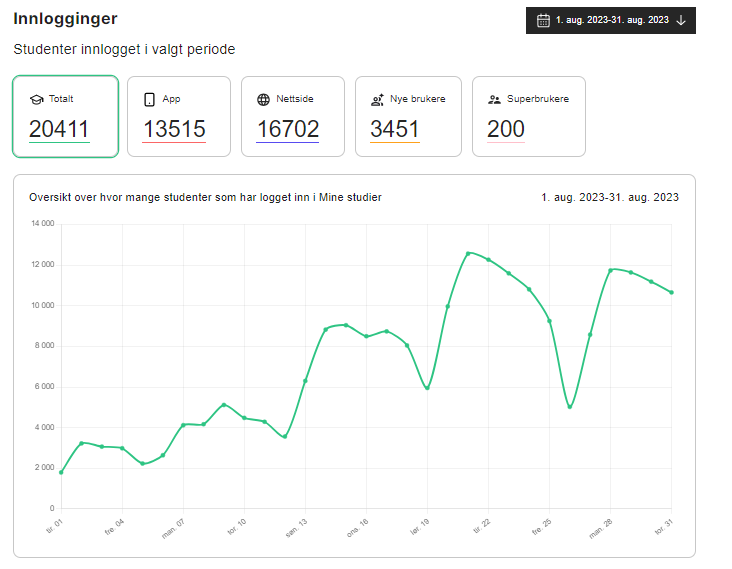 Innlogginger
1. aug. 2023-31. aug. 2023
Studenter innlogget i valgt periode
Totalt
20411
App
13515
Nettside
16702
Nye brukere
3451
Superbrukere
200
Oversikt over hvor mange studenter som har logget inn i Mine studier
1. aug. 2023-31. aug. 2023
14 000
12 000
10 000
8 000
6 000
4 000
2 000
0
tir. 01
fre. 04
man. 07
tor. 10
søn. 13
ons. 16
lør. 19
tir. 22
fre. 25
man. 28
tor. 31